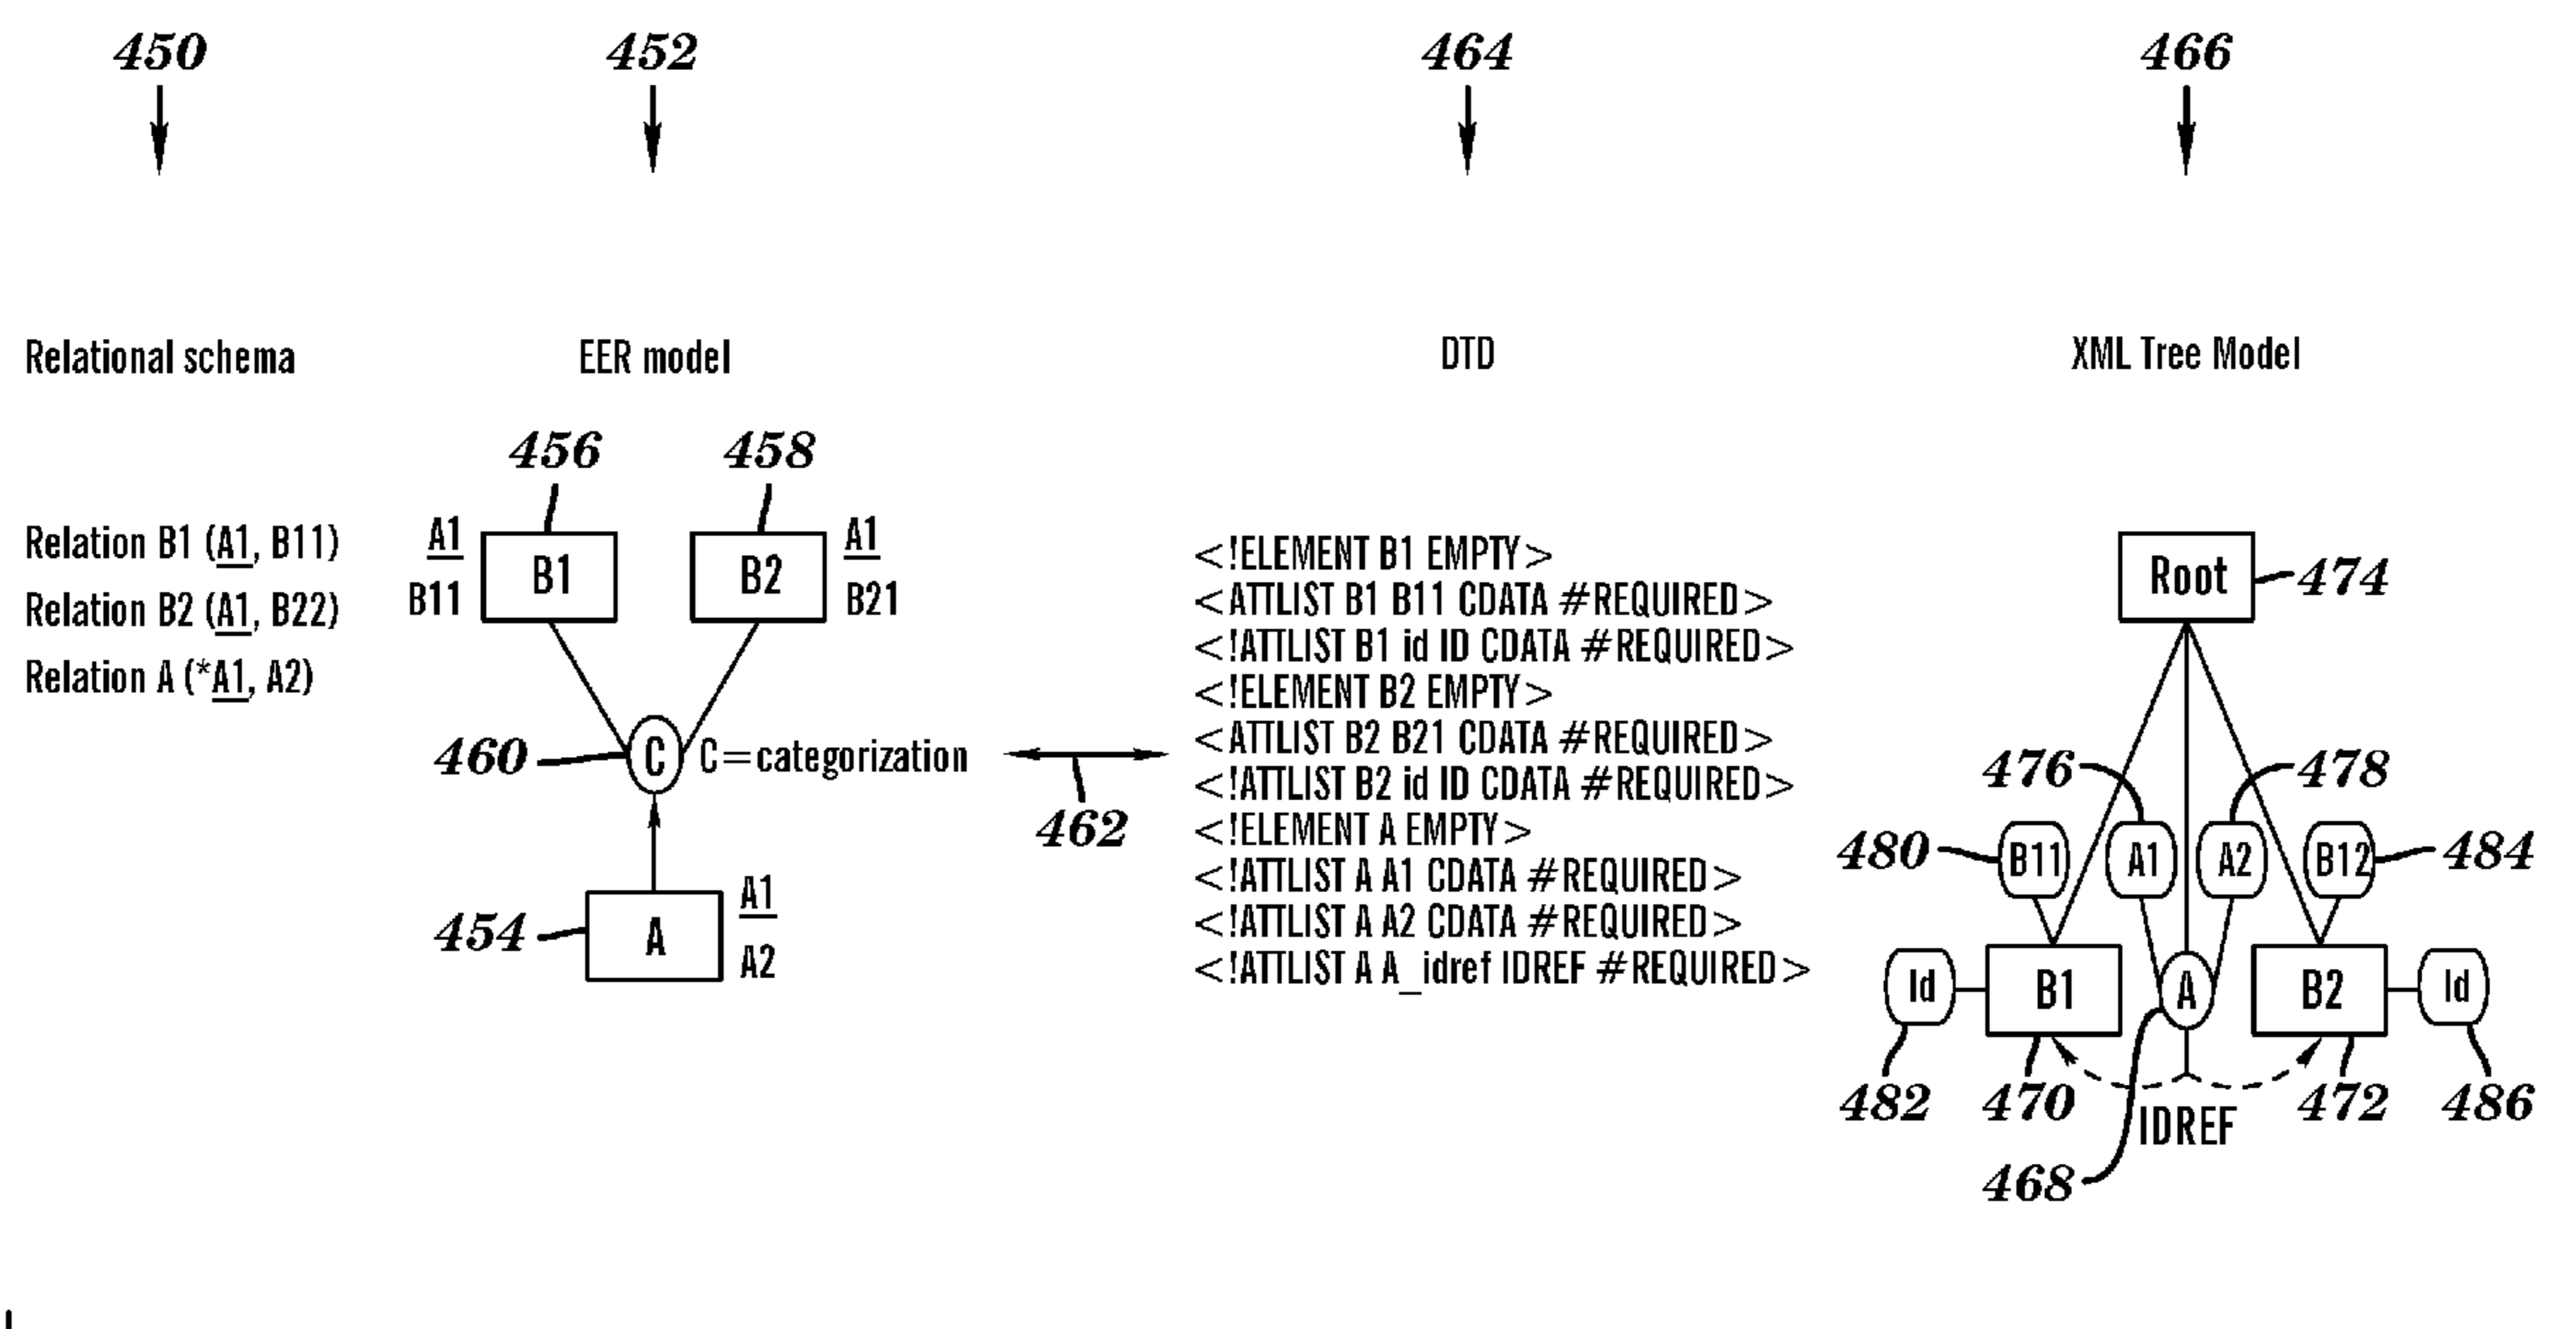 450
452
464
466
Relational schema
EER model
DTD
XML Tree Model
Relation B1 (A1, B11)
Relation B2 (A1, B22)
Relation A (*A1, A2)
456
458
A1
B11
B1
B2
A1
B21
460
C
C=categorization
454
A
A1
A2
462
<!ELEMENT B1 EMPTY>
<ATTLIST B1 B11 CDATA #REQUIRED>
<!ATTLIST B1 id ID CDATA #REQUIRED>
<!ELEMENT B2 EMPTY>
<ATTLIST B2 B21 CDATA #REQUIRED>
<!ATTLIST B2 id ID CDATA #REQUIRED>
<!ELEMENT A EMPTY>
<!ATTLIST A A1 CDATA #REQUIRED>
<!ATTLIST A A2 CDATA #REQUIRED>
<!ATTLIST A A_idref IDREF #REQUIRED>
Root
474
476
478
480
B11
A1
A2
B12
484
Id
B1
A
B2
Id
482
470
IDREF
472
486
468